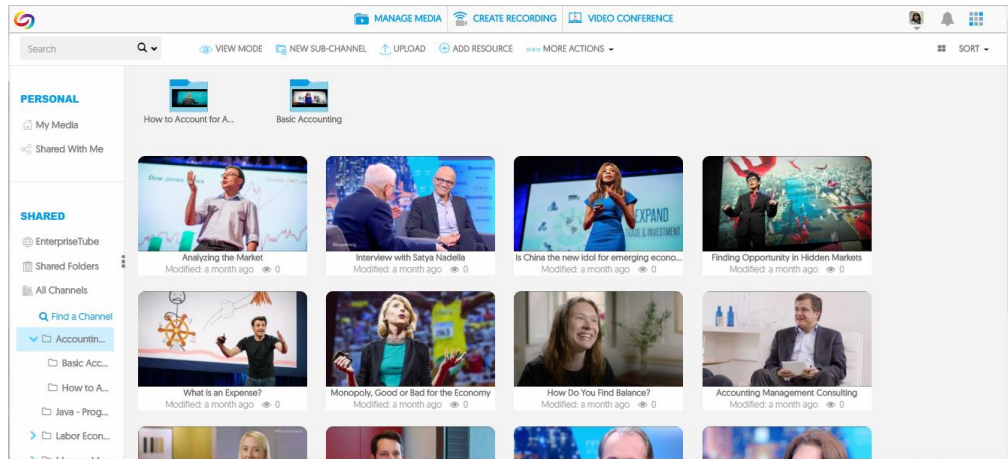 MANAGE MEDIA CREATE RECORDING VIDEO CONFERENCE
Search VIEW MODE NEW SUB-CHANNEL UPLOAD ADD RESOURCE MORE ACTIONS SORT
PERSONAL
My Media
Shared With Me
SHARED
EnterpriseTube
Shared Folders
All Channels
Find a Channel
Accountin...
Basic Acc...
How to A...
Java - Prog...
Labor Econ...
How to Account for A... Basic Accounting
Dow Jones
Bloomberg
EXPAND
TRADE & INVESTMENT
Analyzing the Market Interview with Satya Nadella Is China the new idol for emerging econo... Finding Opportunity in Hidden Markets
Modified: a month ago 0 Modified: a month ago 0 Modified: a month ago 0 Modified: a month ago 0
What is an Expense? Monopoly, Good or Bad for the Economy How Do You Find Balance? Accounting Management Consulting
Modified: a month ago 0 Modified: a month ago 0 Modified: a month ago 0 Modified: a month ago 0